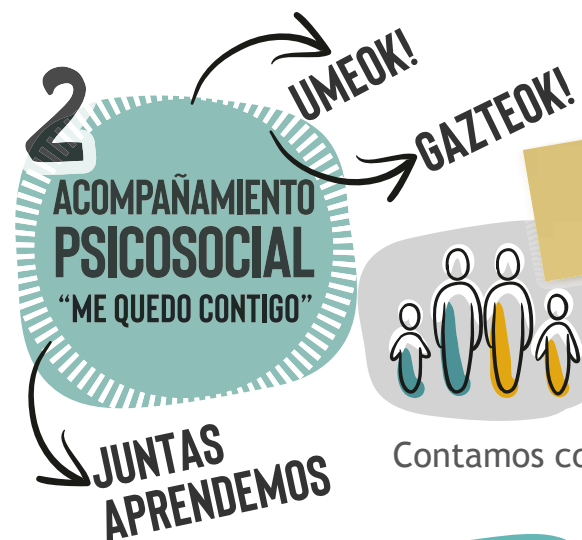 2
ACOMPAÑAMIENTO
PSICOSOCIAL
“ME QUEDO CONTIGO”
UMEOK!
GAZTEOK!
JUNTAS
APRENDEMOS
Contamos co